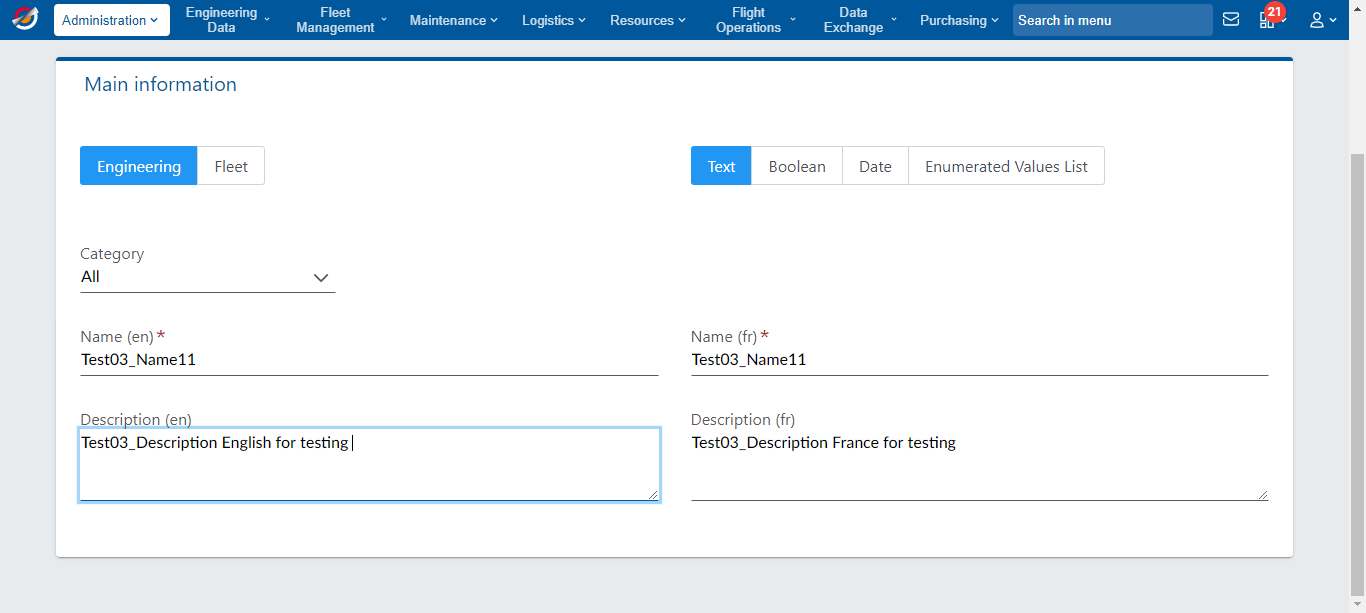 Administration
Engineering Data
Fleet Management
Maintenance
Logistics
Resources
Flight Operations
Data Exchange
Purchasing
Search in menu
21
Main information
Engineering Fleet
Text Boolean Date Enumerated Values List
Category
All
Name (en) *
Test03_Name11
Name (fr) *
Test03_Name11
Description (en)
Test03_Description English for testing
Description (fr)
Test03_Description France for testing